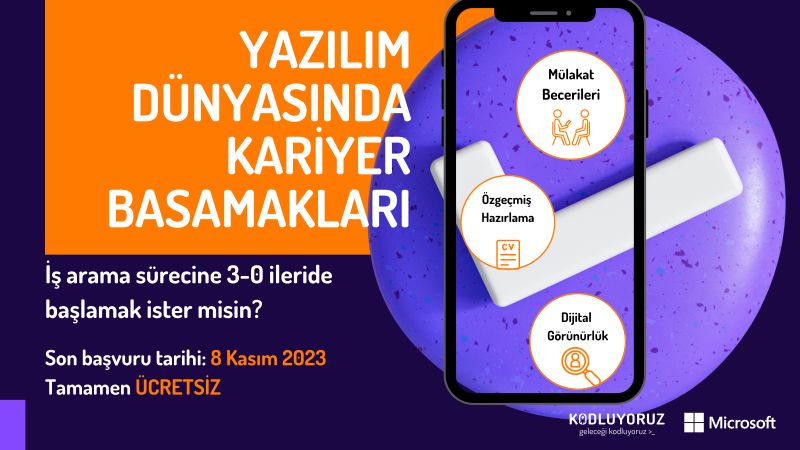 YAZILIM
DÜNYASINDA
KARİYER
BASAMAKLARI
İş arama sürecine 3-0 ileride
başlamak ister misin?
Son başvuru tarihi: 8 Kasım 2023
Tamamen ÜCRETSİZ
Mülakat
Becerileri
Özgeçmiş
Hazırlama
CV
Dijital
Görünürlük
KODLUYORUZ
geleceği kodluyoruz >_
Microsoft